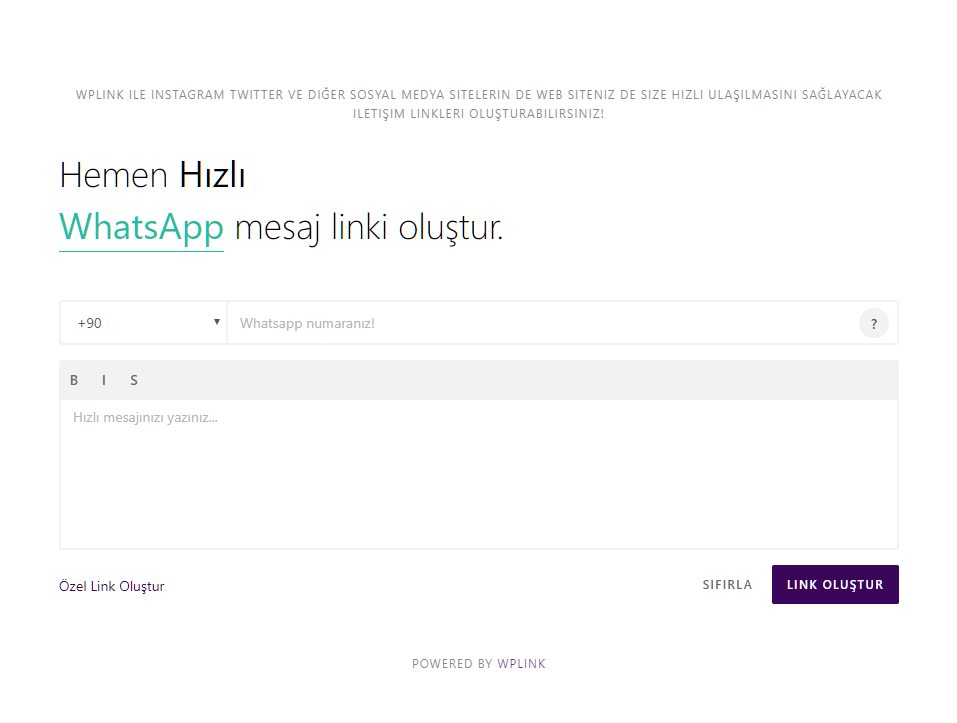 WPLINK ILE INSTAGRAM TWITTER VE DIĞER SOSYAL MEDYA SITELERIN DE WEB SITENIZ DE SIZE HIZLI ULAŞILMASINI SAĞLAYACAK
ILETIŞIM LINKLERI OLUŞTURABILIRSINIZ!
Hemen Hızlı
WhatsApp mesaj linki oluştur.
+90 ▼ Whatsapp numaranız! ?
B I S
Hızlı mesajınızı yazınız...
Özel Link Oluştur SIFIRLA LINK OLUŞTUR
POWERED BY WPLINK